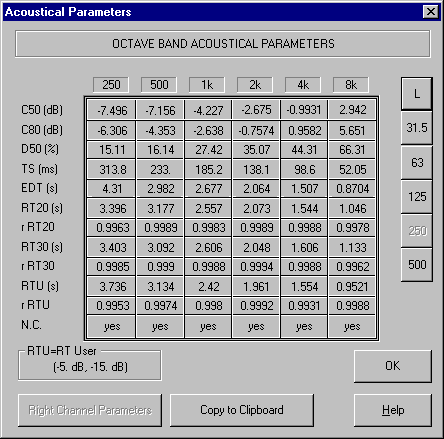 Acoustical Parameters
OCTAVE BAND ACOUSTICAL PARAMETERS
250 500 1k 2k 4k 8k
C50 (dB) -7.496 -7.156 -4.227 -2.675 -0.9931 2.942
C80 (dB) -6.306 -4.353 -2.638 -0.7574 0.9582 5.651
D50 (%) 15.11 16.14 27.42 35.07 44.31 66.31
TS (ms) 313.8 233. 185.2 138.1 98.6 52.05
EDT (s) 4.31 2.982 2.677 2.064 1.507 0.8704
RT20 (s) 3.396 3.177 2.557 2.073 1.544 1.046
r RT20 0.9963 0.9989 0.9983 0.9989 0.9988 0.9978
RT30 (s) 3.403 3.092 2.606 2.048 1.606 1.133
r RT30 0.9985 0.999 0.9988 0.9994 0.9988 0.9962
RTU (s) 3.736 3.134 2.42 1.961 1.554 0.9521
r RTU 0.9953 0.9974 0.998 0.9992 0.9931 0.9988
N.C. yes yes yes yes yes yes
L
31.5
63
125
250
500
RTU=RT User
(-5. dB, -15. dB)
OK
Right Channel Parameters
Copy to Clipboard
Help